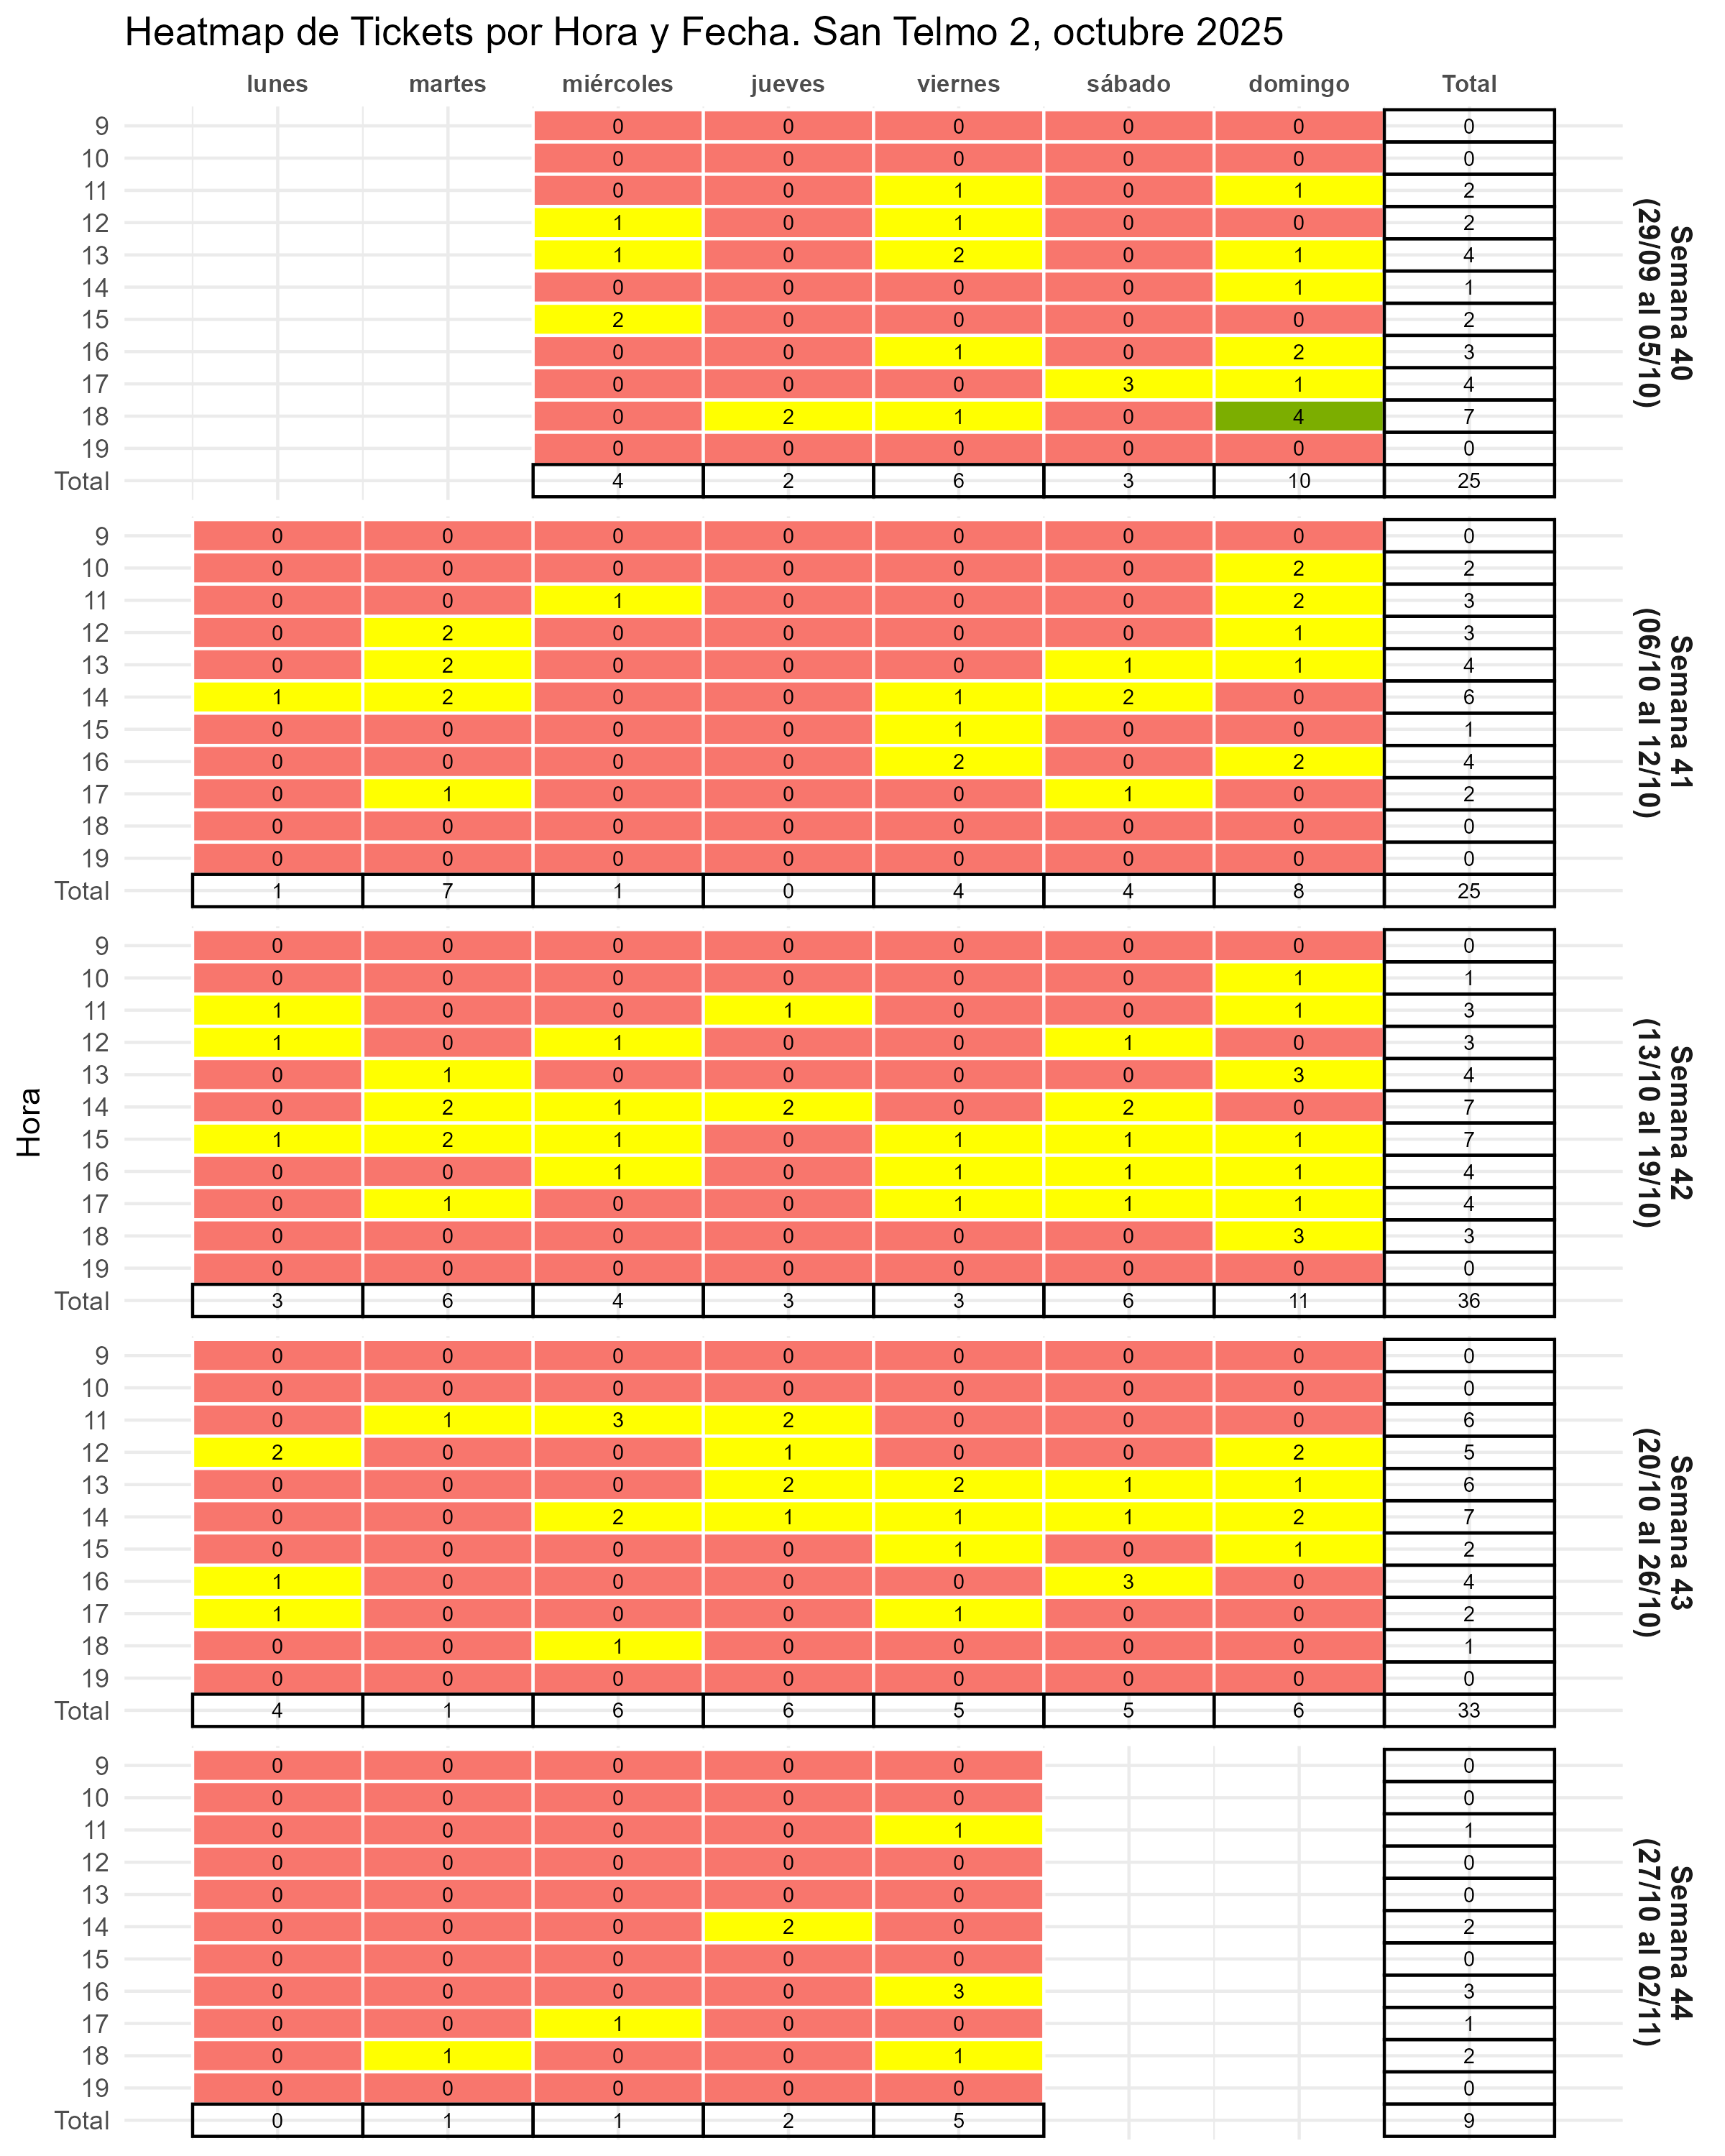 Heatmap de Tickets por Hora y Fecha. San Telmo 2, octubre 2025
lunes martes miércoles jueves viernes sábado domingo Total
9 0 0 0 0 0 0
10 0 0 0 0 0 0
11 0 0 1 0 1 2
12 1 0 1 0 0 2
13 1 0 2 0 1 4
14 0 0 0 0 1 1
15 2 0 0 0 0 2
16 0 0 1 0 2 3
17 0 0 0 3 1 4
18 0 2 1 0 4 7
19 0 0 0 0 0 0
Total 4 2 6 3 10 25
Semana 40
(29/09 al 05/10)
9 0 0 0 0 0 0 0 0
10 0 0 0 0 0 0 2 2
11 0 0 1 0 0 0 2 3
12 0 2 0 0 0 0 1 3
13 0 2 0 0 0 1 1 4
14 1 2 0 0 1 2 0 6
15 0 0 0 0 1 0 0 1
16 0 0 0 0 2 0 2 4
17 0 1 0 0 0 1 0 2
18 0 0 0 0 0 0 0 0
19 0 0 0 0 0 0 0 0
Total 1 7 1 0 4 4 8 25
Semana 41
(06/10 al 12/10)
Hora
9 0 0 0 0 0 0 0 0
10 0 0 0 0 0 0 1 1
11 1 0 0 1 0 0 1 3
12 1 0 1 0 0 1 0 3
13 0 1 0 0 0 0 3 4
14 0 2 1 2 0 2 0 7
15 1 2 1 0 1 1 1 7
16 0 0 1 0 1 1 1 4
17 0 1 0 0 1 1 1 4
18 0 0 0 0 0 0 3 3
19 0 0 0 0 0 0 0 0
Total 3 6 4 3 3 6 11 36
Semana 42
(13/10 al 19/10)
9 0 0 0 0 0 0 0 0
10 0 0 0 0 0 0 0 0
11 0 1 3 2 0 0 0 6
12 2 0 0 1 0 0 2 5
13 0 0 0 2 2 1 1 6
14 0 0 2 1 1 1 2 7
15 0 0 0 0 1 0 1 2
16 1 0 0 0 0 3 0 4
17 1 0 0 0 1 0 0 2
18 0 0 1 0 0 0 0 1
19 0 0 0 0 0 0 0 0
Total 4 1 6 6 5 5 6 33
Semana 43
(20/10 al 26/10)
9 0 0 0 0 0 0
10 0 0 0 0 0 0
11 0 0 0 0 1 1
12 0 0 0 0 0 0
13 0 0 0 0 0 0
14 0 0 0 2 0 2
15 0 0 0 0 0 0
16 0 0 0 0 3 3
17 0 0 1 0 0 1
18 0 1 0 0 1 2
19 0 0 0 0 0 0
Total 0 1 1 2 5 9
Semana 44
(27/10 al 02/11)